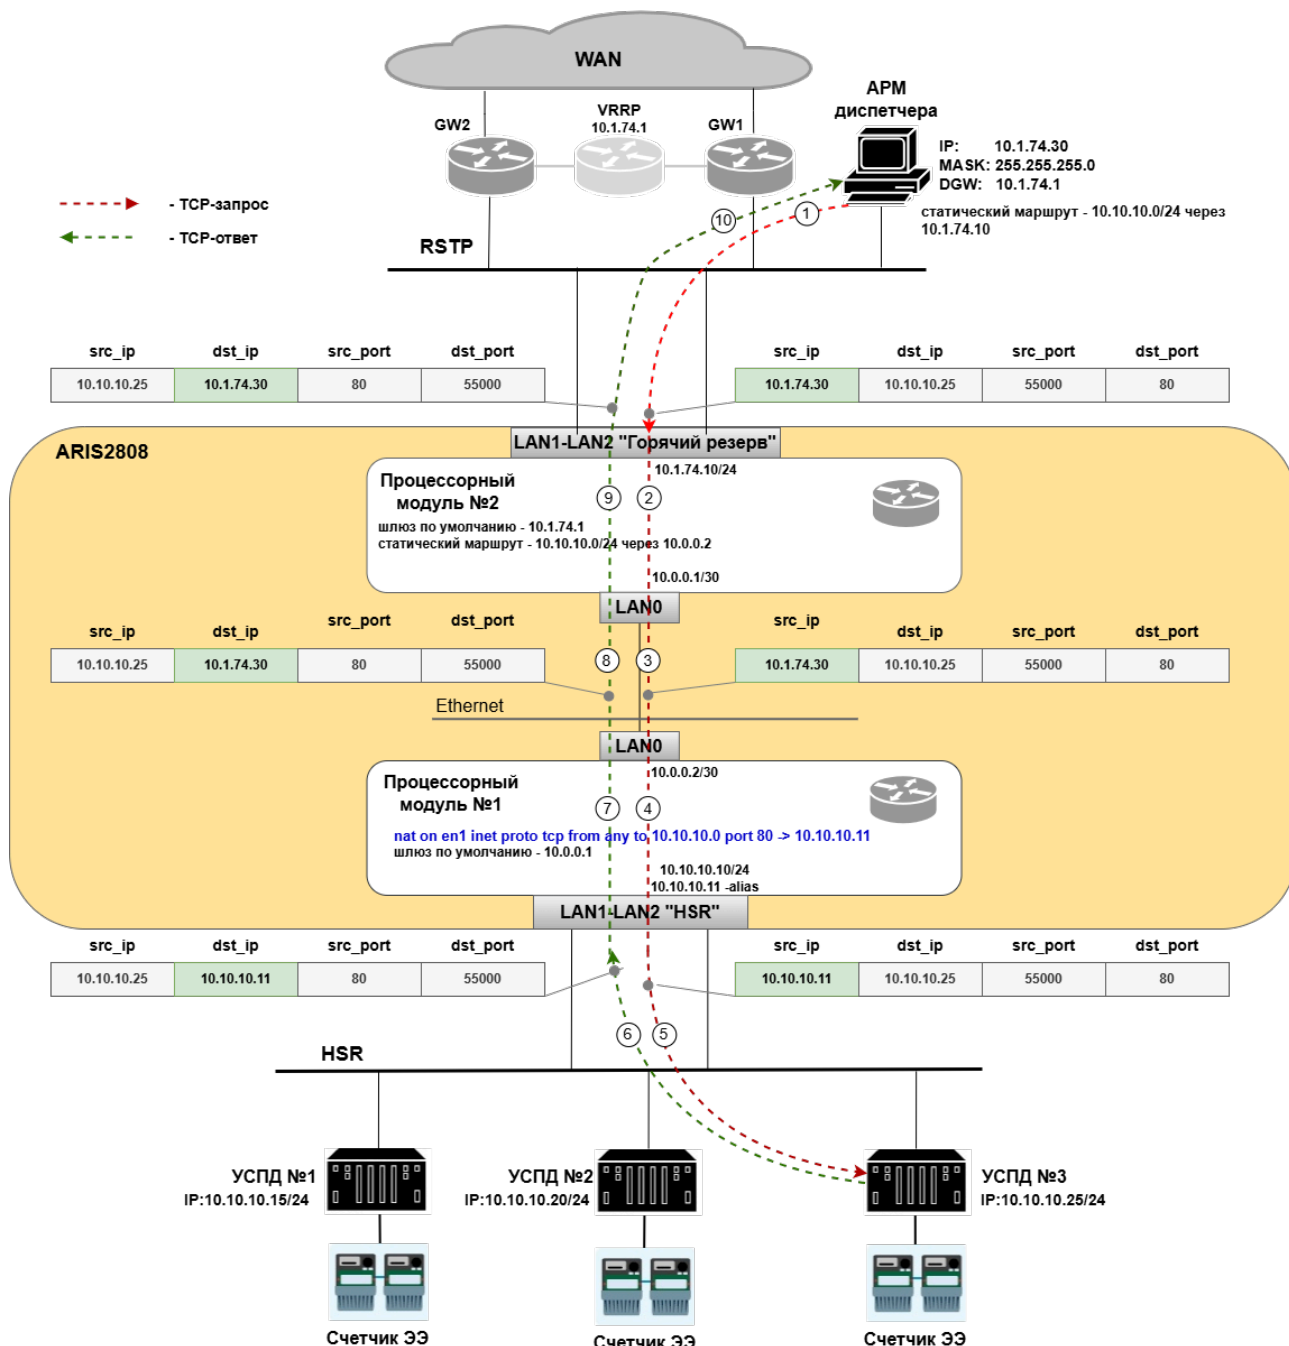 WAN
АРМ
диспетчера
VRRP
10.1.74.1
GW2
GW1
IP: 10.1.74.30
MASK: 255.255.255.0
DGW: 10.1.74.1
статический маршрут - 10.10.10.0/24 через
10.1.74.10
- TCP-запрос
- TCP-ответ
10
1
RSTP
src_ip dst_ip src_port dst_port
10.10.10.25 10.1.74.30 80 55000
src_ip dst_ip src_port dst_port
10.1.74.30 10.10.10.25 55000 80
ARIS2808
LAN1-LAN2 "Горячий резерв"
10.1.74.10/24
Процессорный
модуль №2
9
2
шлюз по умолчанию - 10.1.74.1
статический маршрут - 10.10.10.0/24 через 10.0.0.2
10.0.0.1/30
LAN0
src_ip dst_ip src_port dst_port
10.10.10.25 10.1.74.30 80 55000
src_ip dst_ip src_port dst_port
10.1.74.30 10.10.10.25 55000 80
8
3
Ethernet
LAN0
10.0.0.2/30
Процессорный
модуль №1
7
4
nat on en1 inet proto tcp from any to 10.10.10.0 port 80 -> 10.10.10.11
шлюз по умолчанию - 10.0.0.1
10.10.10.10/24
10.10.10.11 -alias
LAN1-LAN2 "HSR"
src_ip dst_ip src_port dst_port
10.10.10.25 10.10.10.11 80 55000
src_ip dst_ip src_port dst_port
10.10.10.11 10.10.10.25 55000 80
6
5
HSR
УСПД №1
IP:10.10.10.15/24
УСПД №2
IP:10.10.10.20/24
УСПД №3
IP:10.10.10.25/24
Счетчик ЭЭ
Счетчик ЭЭ
Счетчик ЭЭ